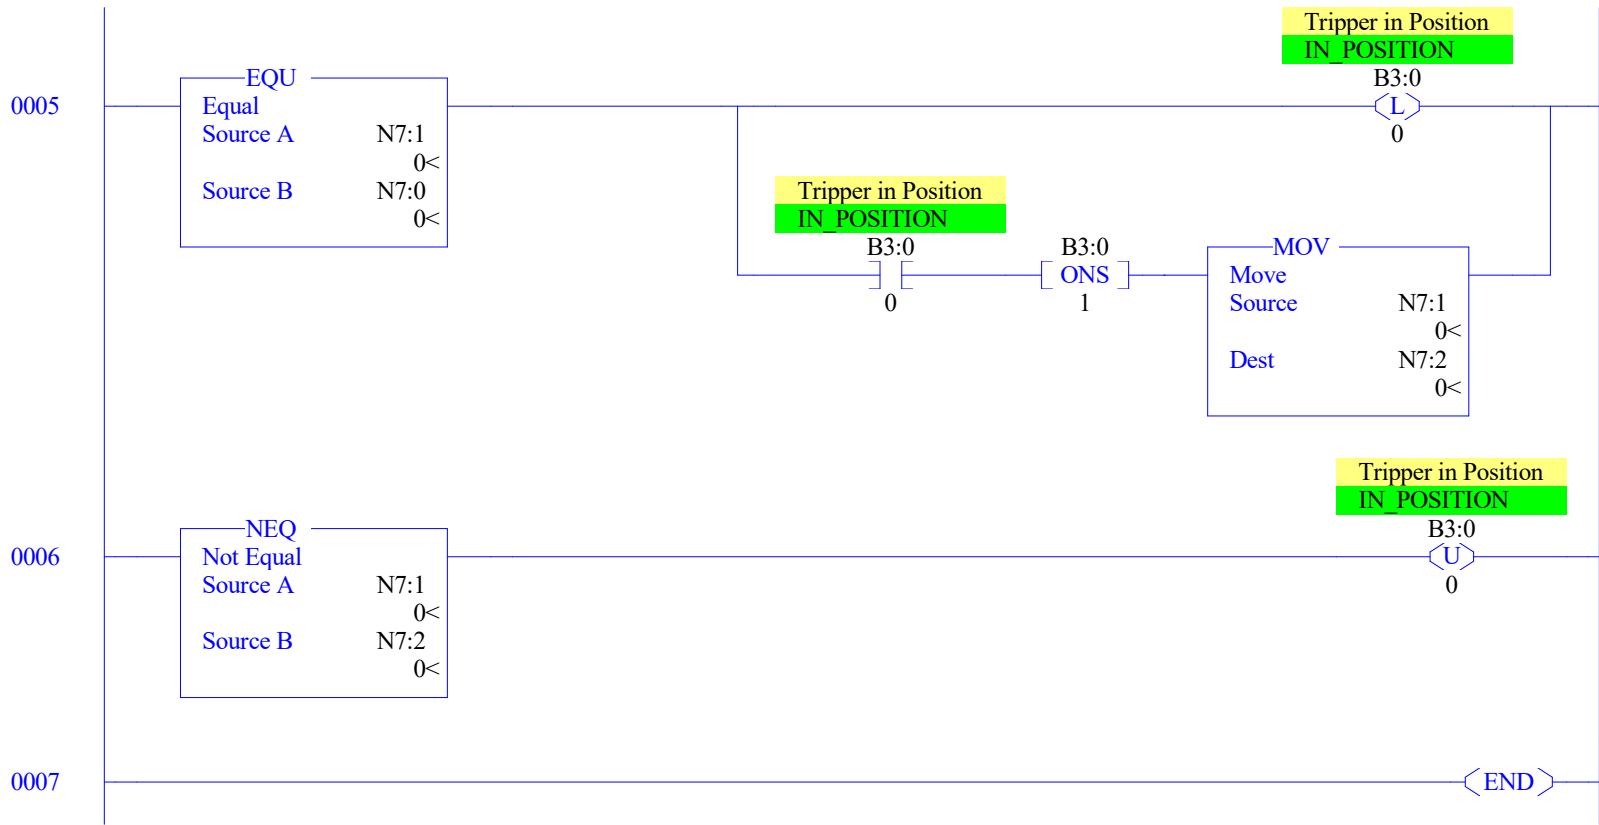 Tripper in Position
IN_POSITION
B3:0
EQU
0005
Equal
L
Source A N7:1
0
0<
Source B N7:0
0<
Tripper in Position
IN_POSITION
B3:0 B3:0
MOV
ONS
Move
0 1
Source N7:1
0<
Dest N7:2
0<
Tripper in Position
IN_POSITION
B3:0
NEQ
0006
Not Equal
U
Source A N7:1
0
0<
Source B N7:2
0<
0007
END